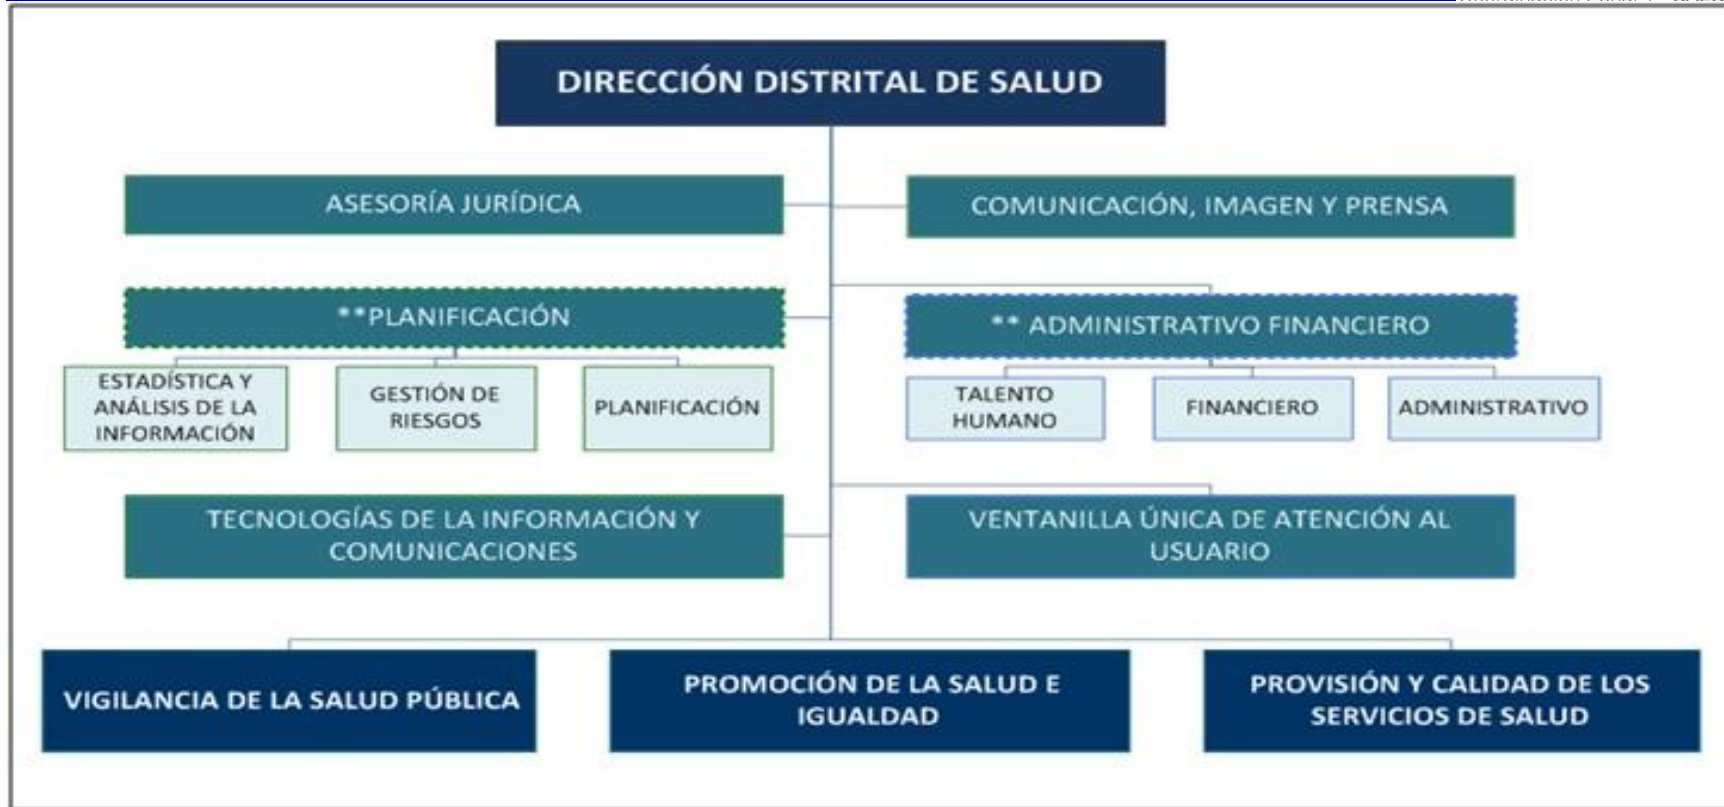 DIRECCIÓN DISTRITAL DE SALUD
ASESORÍA JURÍDICA
COMUNICACIÓN, IMAGEN Y PRENSA
**PLANIFICACIÓN
** ADMINISTRATIVO FINANCIERO
ESTADÍSTICA Y
ANÁLISIS DE LA
INFORMACIÓN
GESTIÓN DE
RIESGOS
PLANIFICACIÓN
TALENTO
HUMANO
FINANCIERO
ADMINISTRATIVO
TECNOLOGÍAS DE LA INFORMACIÓN Y
COMUNICACIONES
VENTANILLA ÚNICA DE ATENCIÓN AL
USUARIO
VIGILANCIA DE LA SALUD PÚBLICA
PROMOCIÓN DE LA SALUD E
IGUALDAD
PROVISIÓN Y CALIDAD DE LOS
SERVICIOS DE SALUD